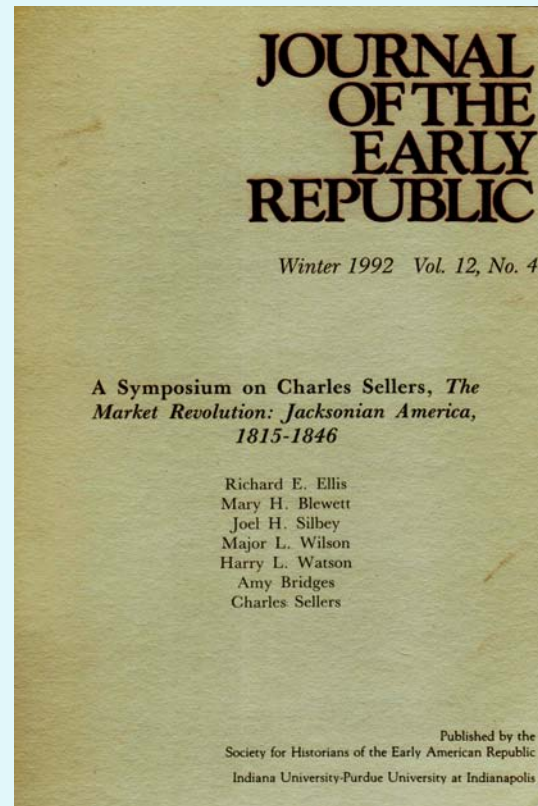 JOURNAL
OF THE
EARLY
REPUBLIC
Winter 1992 Vol. 12, No. 4
A Symposium on Charles Sellers, The
Market Revolution: Jacksonian America,
1815-1846
Richard E. Ellis
Mary H. Blewett
Joel H. Silbey
Major L. Wilson
Harry L. Watson
Amy Bridges
Charles Sellers
Published by the
Society for Historians of the Early American Republic
Indiana University-Purdue University at Indianapolis